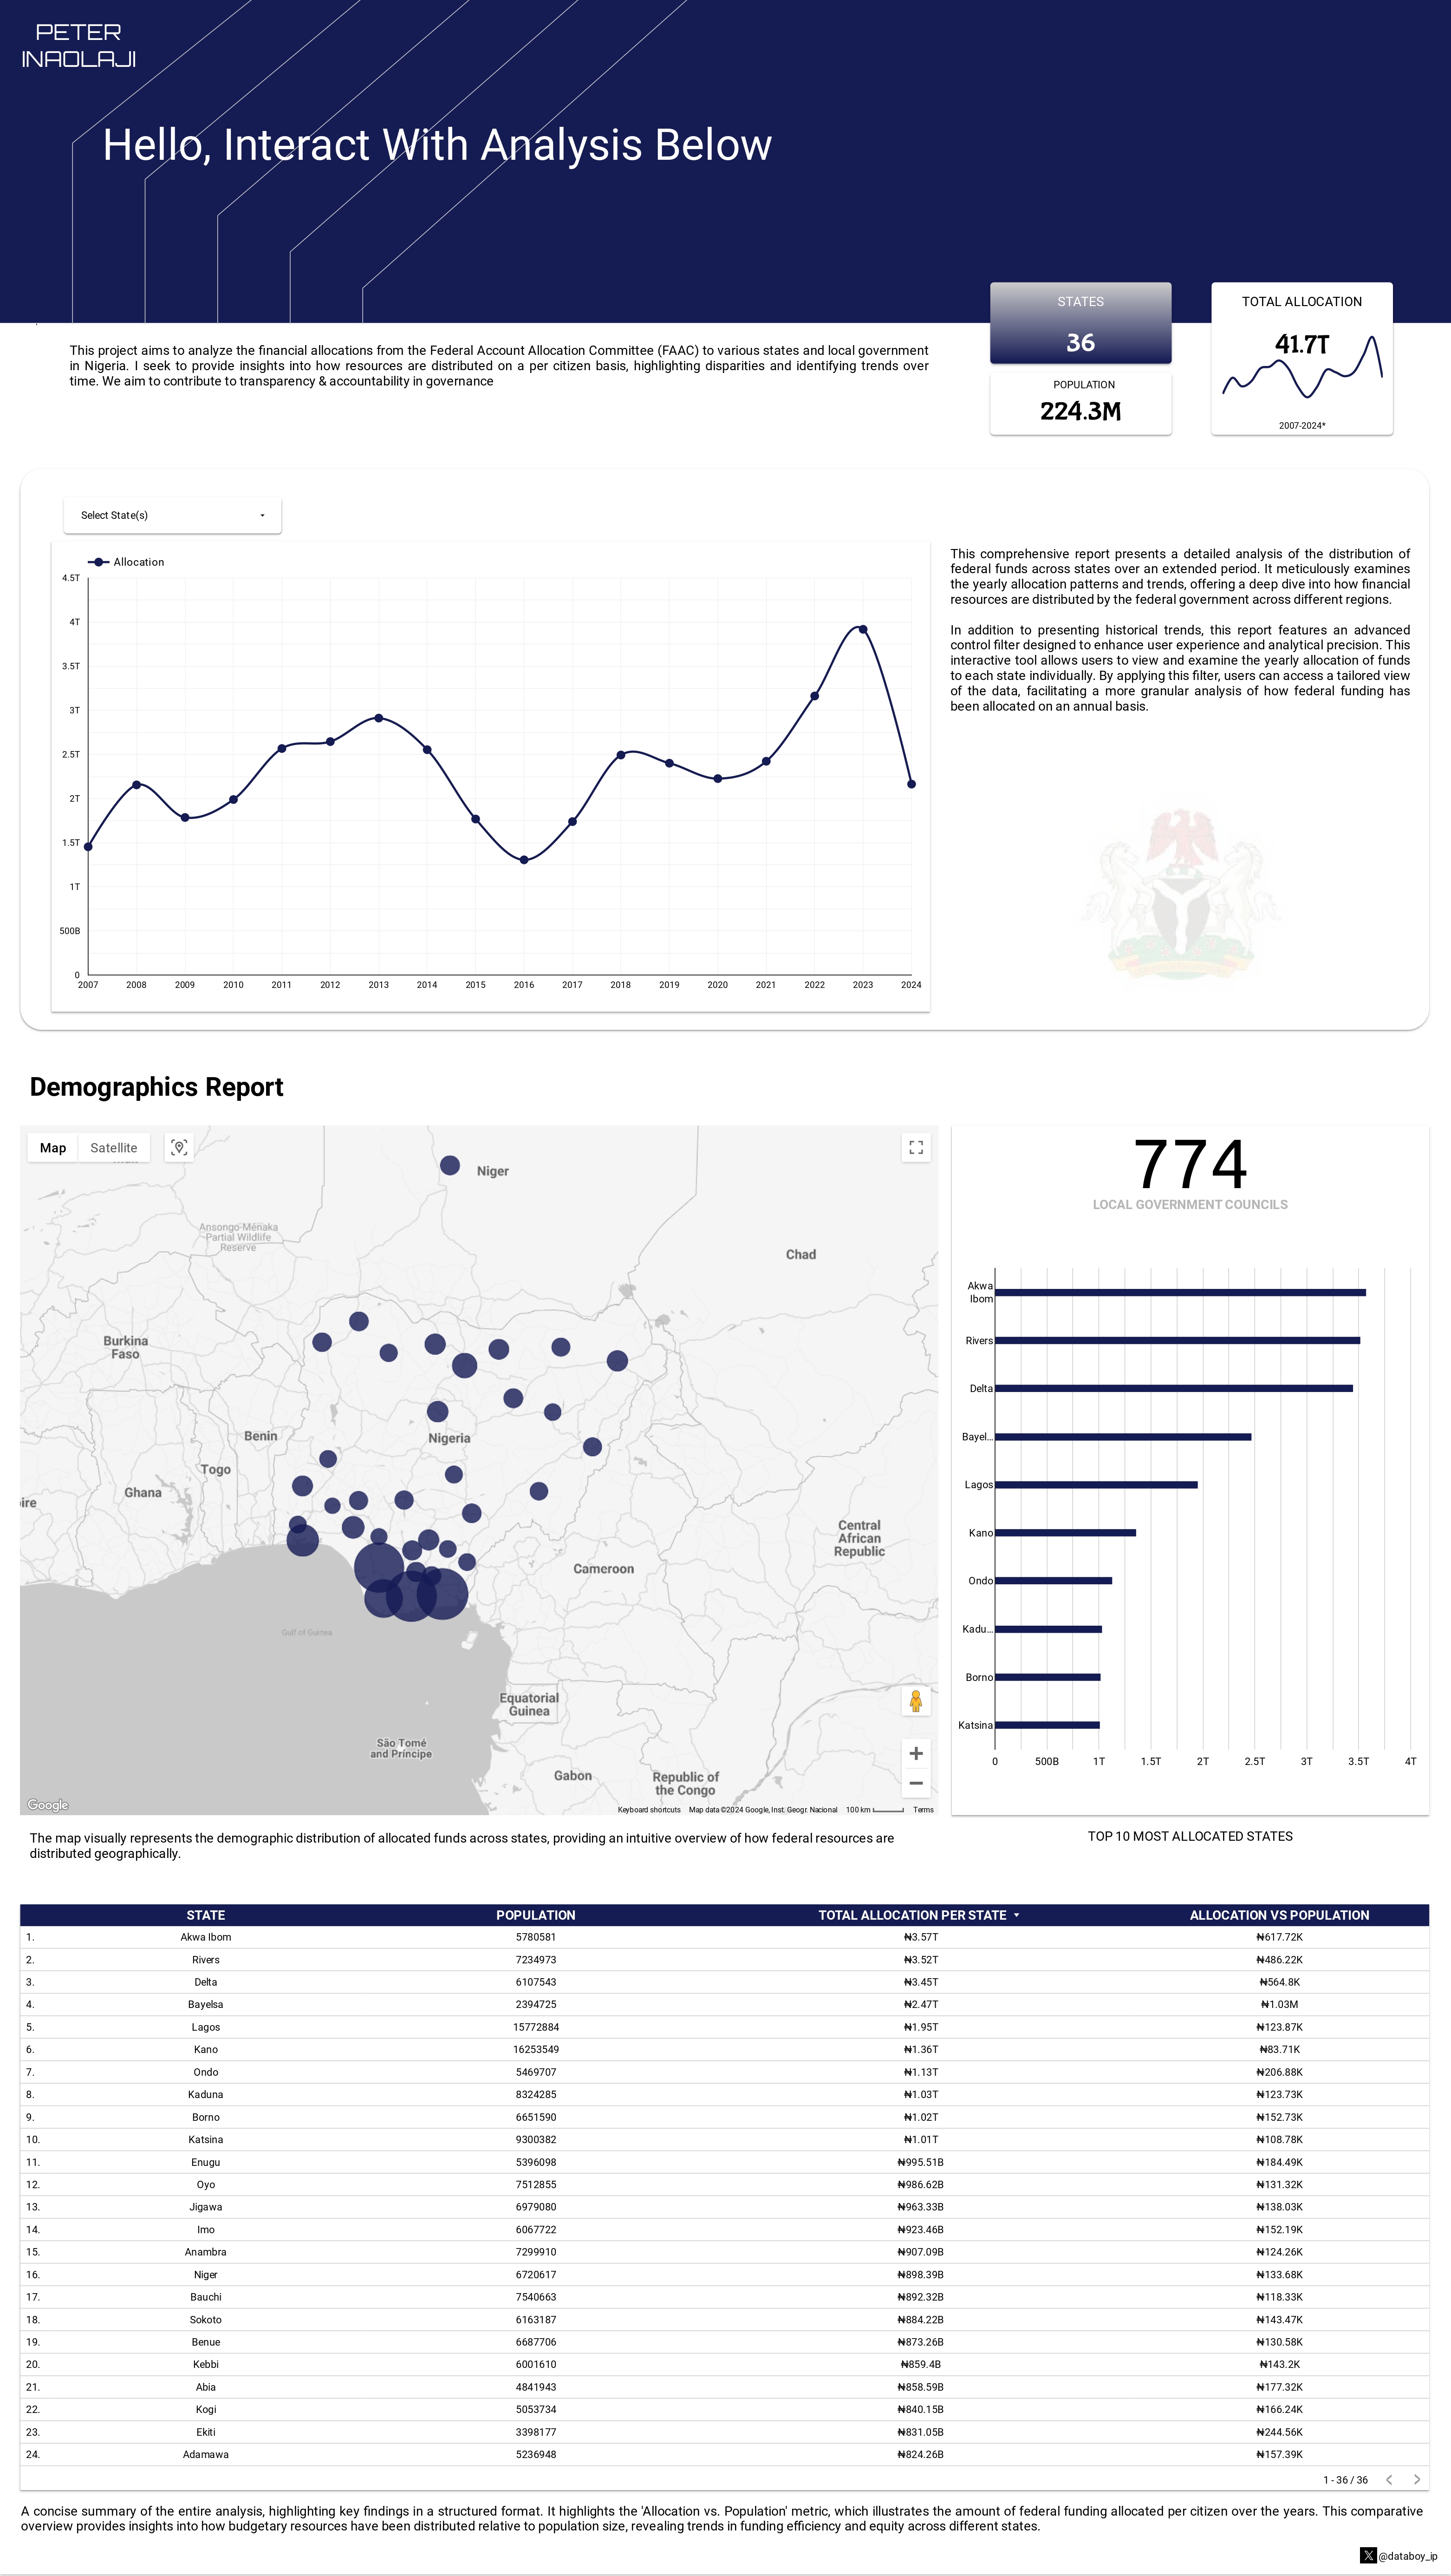 PETER
INAOLAJI
Hello, Interact With Analysis Below
STATES
36
POPULATION
224.3M
TOTAL ALLOCATION
41.7T
2007-2024*
This project aims to analyze the financial allocations from the Federal Account Allocation Committee (FAAC) to various states and local government
in Nigeria. I seek to provide insights into how resources are distributed on a per citizen basis, highlighting disparities and identifying trends over
time. We aim to contribute to transparency & accountability in governance
Select State(s)
Allocation
4.5T
4T
3.5T
3T
2.5T
2T
1.5T
1T
500B
0
2007 2008 2009 2010 2011 2012 2013 2014 2015 2016 2017 2018 2019 2020 2021 2022 2023 2024
This comprehensive report presents a detailed analysis of the distribution of
federal funds across states over an extended period. It meticulously examines
the yearly allocation patterns and trends, offering a deep dive into how financial
resources are distributed by the federal government across different regions.
In addition to presenting historical trends, this report features an advanced
control filter designed to enhance user experience and analytical precision. This
interactive tool allows users to view and examine the yearly allocation of funds
to each state individually. By applying this filter, users can access a tailored view
of the data, facilitating a more granular analysis of how federal funding has
been allocated on an annual basis.
Demographics Report
Map Satellite
Niger
Ansongo-Ménaka
Partial Wildlife
Reserve
Chad
Burkina
Faso
Benin
Nigeria
Togo
Ghana
ire
Central
African
Republic
Cameroon
Gulf of Guinea
Equatorial
Guinea
São Tomé
and Príncipe
Gabon
Republic of
the Congo
Google
Keyboard shortcuts Map data ©2024 Google, Inst. Geogr. Nacional 100 km Terms
The map visually represents the demographic distribution of allocated funds across states, providing an intuitive overview of how federal resources are
distributed geographically.
774
LOCAL GOVERNMENT COUNCILS
Akwa
Ibom
Rivers
Delta
Bayel...
Lagos
Kano
Ondo
Kadu...
Borno
Katsina
0 500B 1T 1.5T 2T 2.5T 3T 3.5T 4T
TOP 10 MOST ALLOCATED STATES
STATE POPULATION TOTAL ALLOCATION PER STATE ALLOCATION VS POPULATION
1. Akwa Ibom 5780581 ₦3.57T ₦617.72K
2. Rivers 7234973 ₦3.52T ₦486.22K
3. Delta 6107543 ₦3.45T ₦564.8K
4. Bayelsa 2394725 ₦2.47T ₦1.03M
5. Lagos 15772884 ₦1.95T ₦123.87K
6. Kano 16253549 ₦1.36T ₦83.71K
7. Ondo 5469707 ₦1.13T ₦206.88K
8. Kaduna 8324285 ₦1.03T ₦123.73K
9. Borno 6651590 ₦1.02T ₦152.73K
10. Katsina 9300382 ₦1.01T ₦108.78K
11. Enugu 5396098 ₦995.51B ₦184.49K
12. Oyo 7512855 ₦986.62B ₦131.32K
13. Jigawa 6979080 ₦963.33B ₦138.03K
14. Imo 6067722 ₦923.46B ₦152.19K
15. Anambra 7299910 ₦907.09B ₦124.26K
16. Niger 6720617 ₦898.39B ₦133.68K
17. Bauchi 7540663 ₦892.32B ₦118.33K
18. Sokoto 6163187 ₦884.22B ₦143.47K
19. Benue 6687706 ₦873.26B ₦130.58K
20. Kebbi 6001610 ₦859.4B ₦143.2K
21. Abia 4841943 ₦858.59B ₦177.32K
22. Kogi 5053734 ₦840.15B ₦166.24K
23. Ekiti 3398177 ₦831.05B ₦244.56K
24. Adamawa 5236948 ₦824.26B ₦157.39K
1 - 36 / 36
A concise summary of the entire analysis, highlighting key findings in a structured format. It highlights the 'Allocation vs. Population' metric, which illustrates the amount of federal funding allocated per citizen over the years. This comparative
overview provides insights into how budgetary resources have been distributed relative to population size, revealing trends in funding efficiency and equity across different states.
@databoy_ip